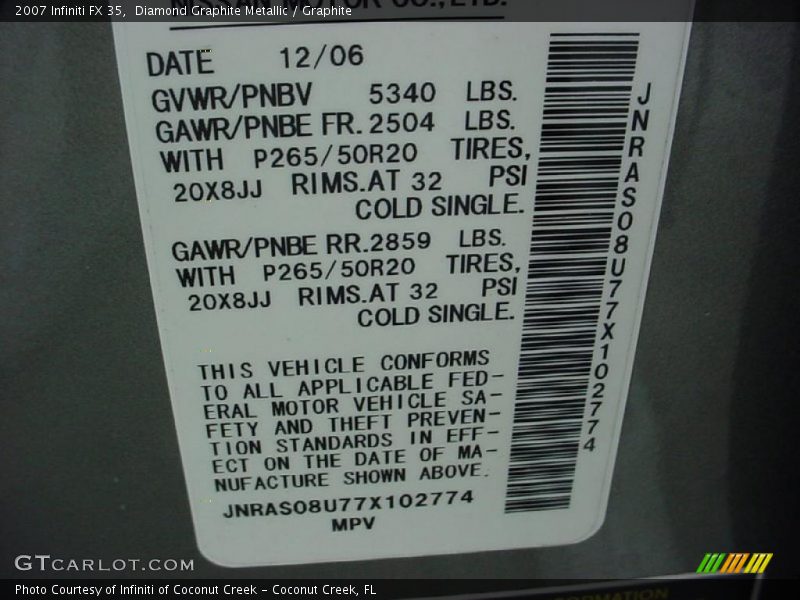 2007 Infiniti FX 35, Diamond Graphite Metallic / Graphite
NISSAN MOTOR CO., LTD.
DATE 12/06
GVWR/PNBV 5340 LBS.
GAWR/PNBE FR. 2504 LBS.
WITH P265/50R20 TIRES,
20X8JJ RIMS.AT 32 PSI
COLD SINGLE.
GAWR/PNBE RR. 2859 LBS.
WITH P265/50R20 TIRES,
20X8JJ RIMS.AT 32 PSI
COLD SINGLE.
THIS VEHICLE CONFORMS
TO ALL APPLICABLE FED-
ERAL MOTOR VEHICLE SA-
FETY AND THEFT PREVEN-
TION STANDARDS IN EFF-
ECT ON THE DATE OF MA-
NUFACTURE SHOWN ABOVE.
JNRAS08U77X102774
MPV
JNRAS08U77X102774
GTCARLOT.COM
Photo Courtesy of Infiniti of Coconut Creek - Coconut Creek, FL